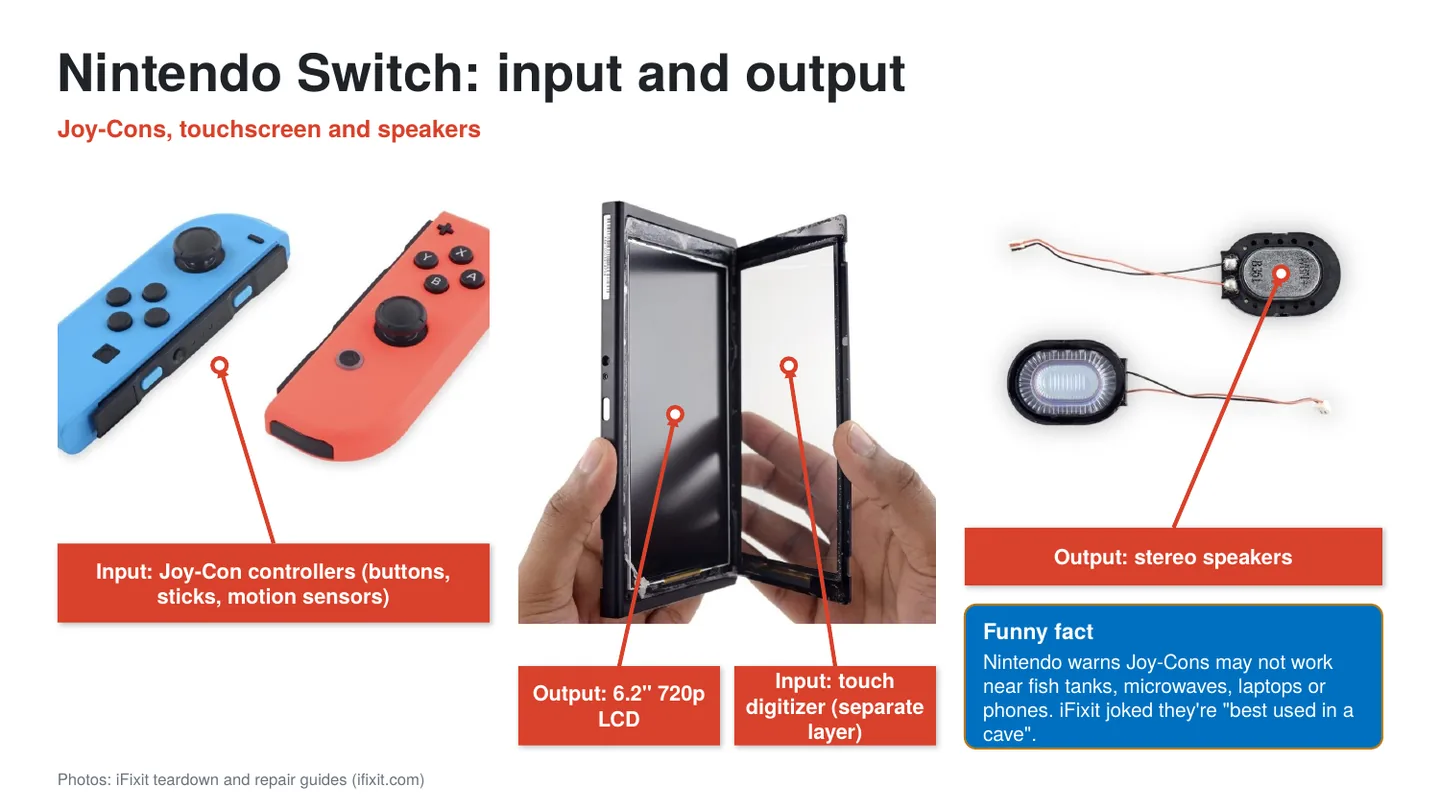 Nintendo Switch: input and output
Joy-Cons, touchscreen and speakers
X
Y
A
B
Input: Joy-Con controllers (buttons,
sticks, motion sensors)
Output: 6.2" 720p
LCD
Input: touch
digitizer (separate
layer)
Output: stereo speakers
Funny fact
Nintendo warns Joy-Cons may not work
near fish tanks, microwaves, laptops or
phones. iFixit joked they're "best used in a
cave".
Photos: iFixit teardown and repair guides (ifixit.com)